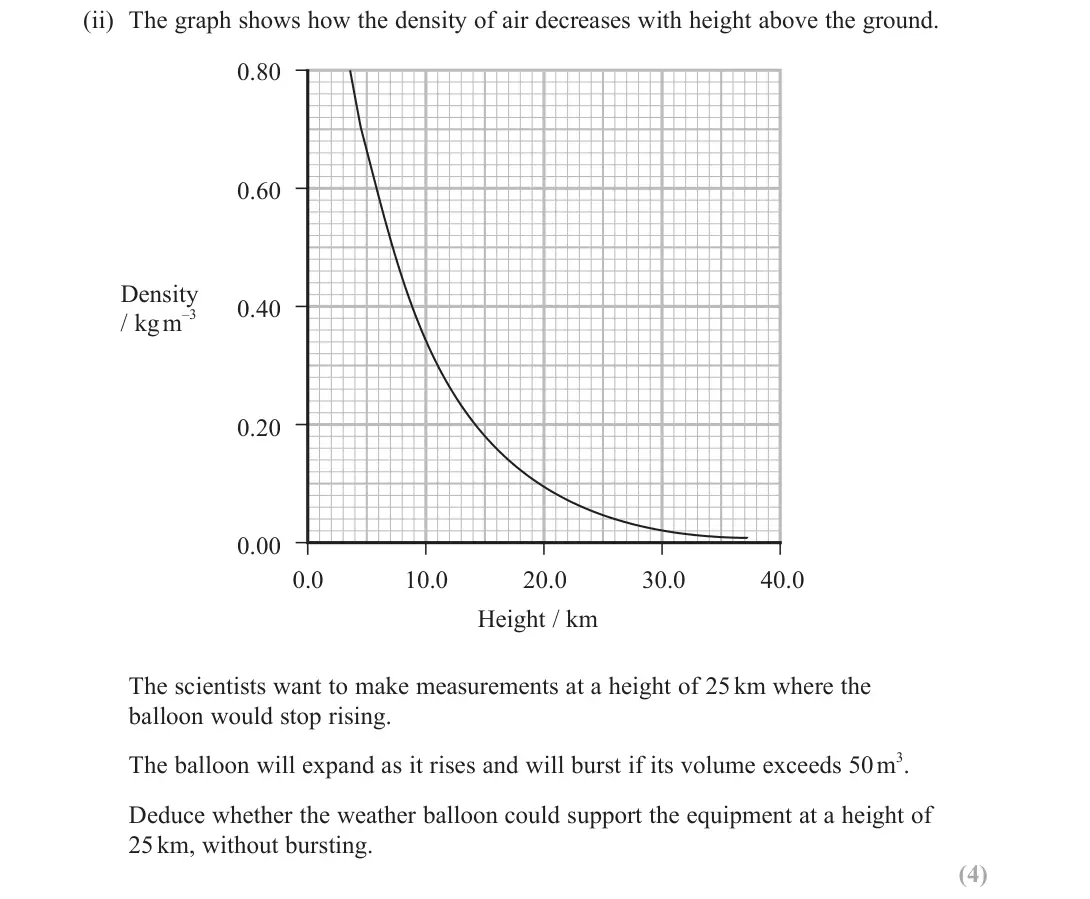 (ii) The graph shows how the density of air decreases with height above the ground.
0.80
0.60
Density
/ kg m⁻³
0.40
0.20
0.00
0.0 10.0 20.0 30.0 40.0
Height / km
The scientists want to make measurements at a height of 25 km where the
balloon would stop rising.
The balloon will expand as it rises and will burst if its volume exceeds 50 m³.
Deduce whether the weather balloon could support the equipment at a height of
25 km, without bursting.
(4)